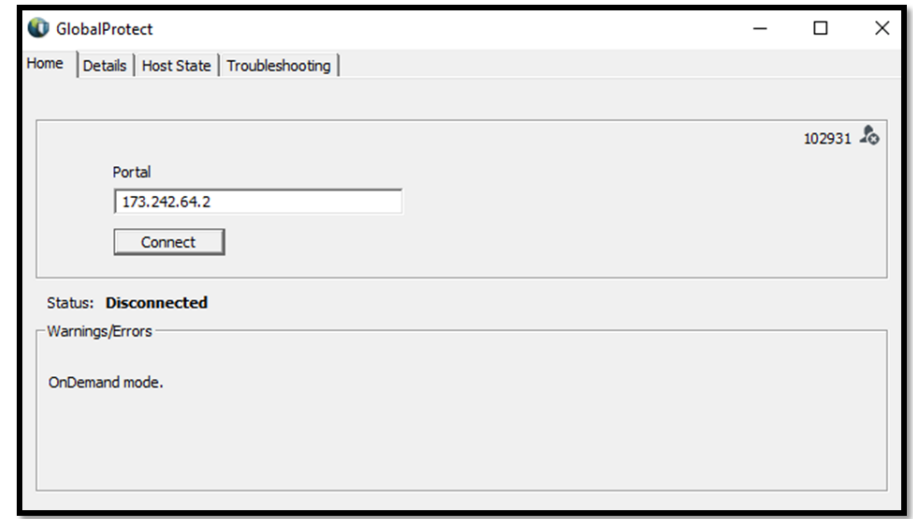 GlobalProtect
Home Details Host State Troubleshooting
102931
Portal
173.242.64.2
Connect
Status: Disconnected
Warnings/Errors
OnDemand mode.